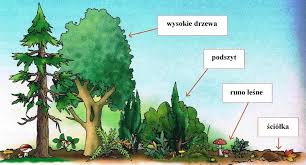 wysokie drzewa
podszyt
runo leśne
ściółka